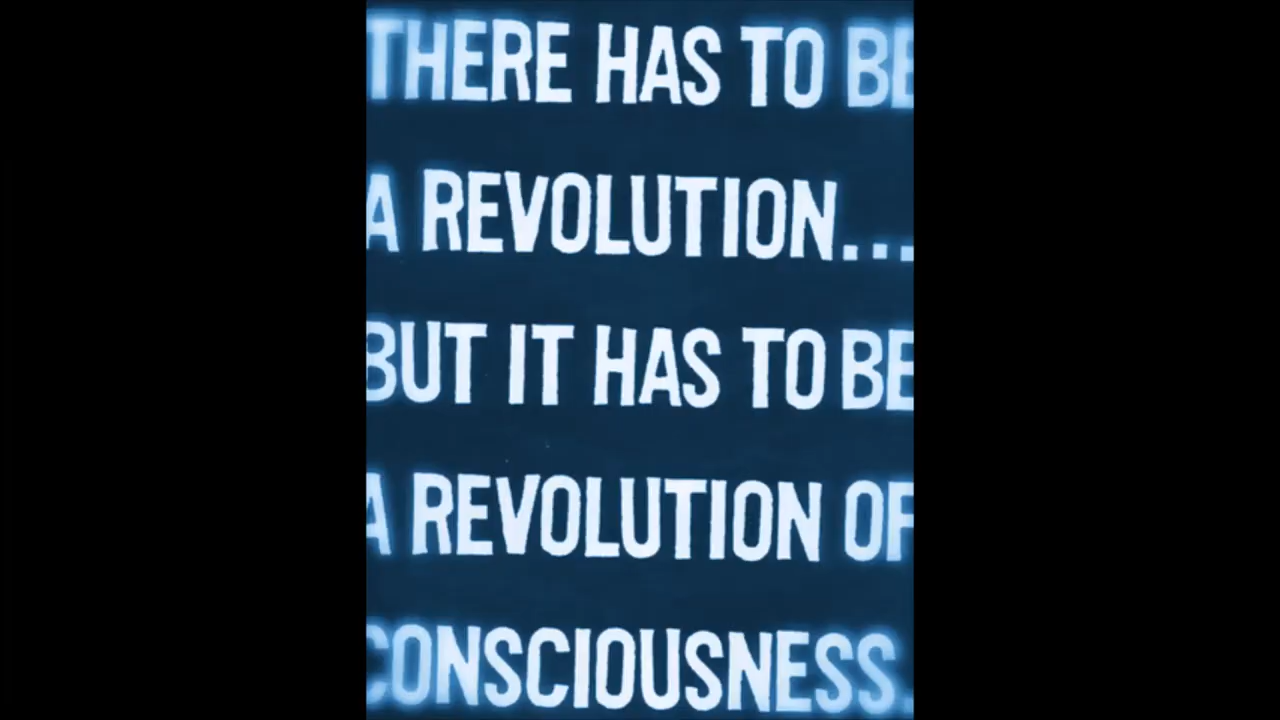 THERE HAS TO BE
A REVOLUTION...
BUT IT HAS TO BE
A REVOLUTION OF
CONSCIOUSNESS.